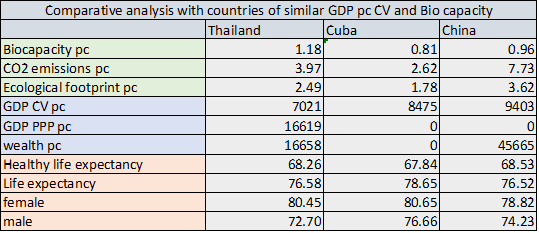 Comparative analysis with countries of similar GDP pc CV and Bio capacity
Thailand Cuba China
Biocapacity pc 1.18 0.81 0.96
CO2 emissions pc 3.97 2.62 7.73
Ecological footprint pc 2.49 1.78 3.62
GDP CV pc 7021 8475 9403
GDP PPP pc 16619 0 0
wealth pc 16658 0 45665
Healthy life expectancy 68.26 67.84 68.53
Life expectancy 76.58 78.65 76.52
female 80.45 80.65 78.82
male 72.70 76.66 74.23